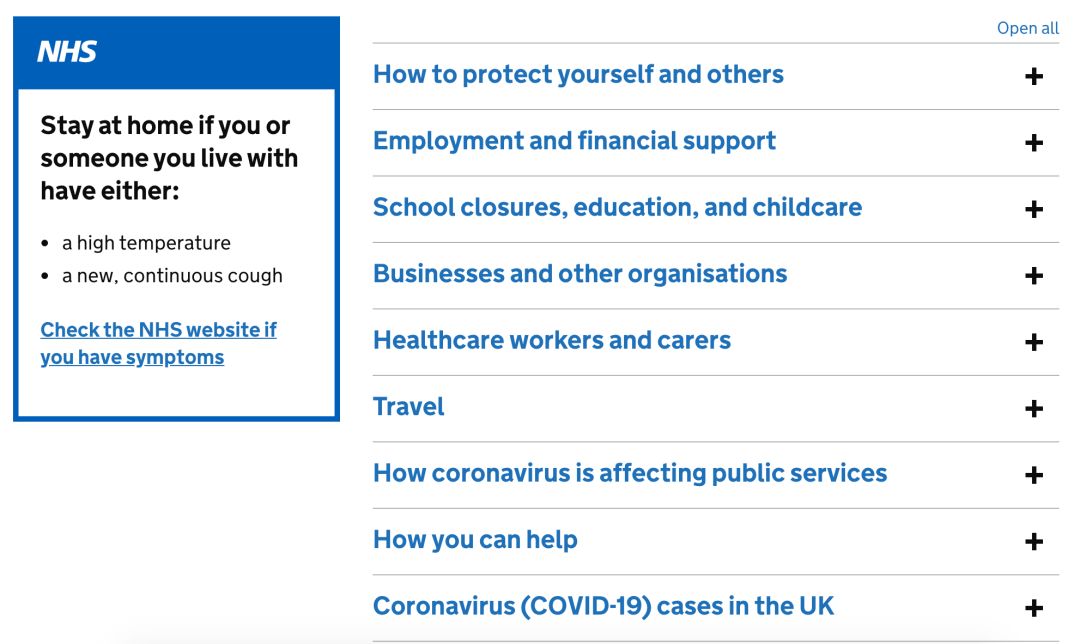 NHS
Stay at home if you or
someone you live with
have either:
• a high temperature
• a new, continuous cough
Check the NHS website if
you have symptoms
Open all
How to protect yourself and others +
Employment and financial support +
School closures, education, and childcare +
Businesses and other organisations +
Healthcare workers and carers +
Travel +
How coronavirus is affecting public services +
How you can help +
Coronavirus (COVID-19) cases in the UK +